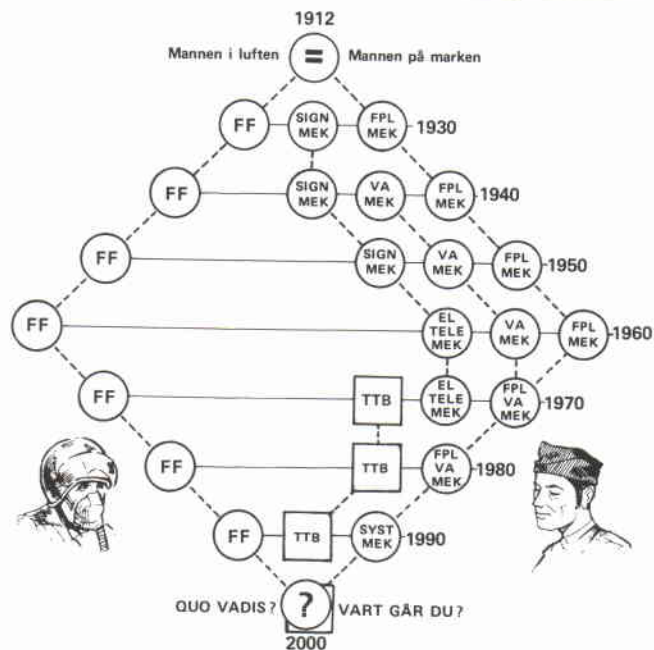 1912
Mannen i luften = Mannen på marken
FF SIGN MEK FPL MEK 1930
FF SIGN MEK VA MEK FPL MEK 1940
FF SIGN MEK VA MEK FPL MEK 1950
FF EL TELE MEK VA MEK FPL MEK 1960
FF TTB EL TELE MEK FPL VA MEK 1970
FF TTB FPL VA MEK 1980
FF TTB SYST MEK 1990
QUO VADIS? ? VART GÅR DU?
2000